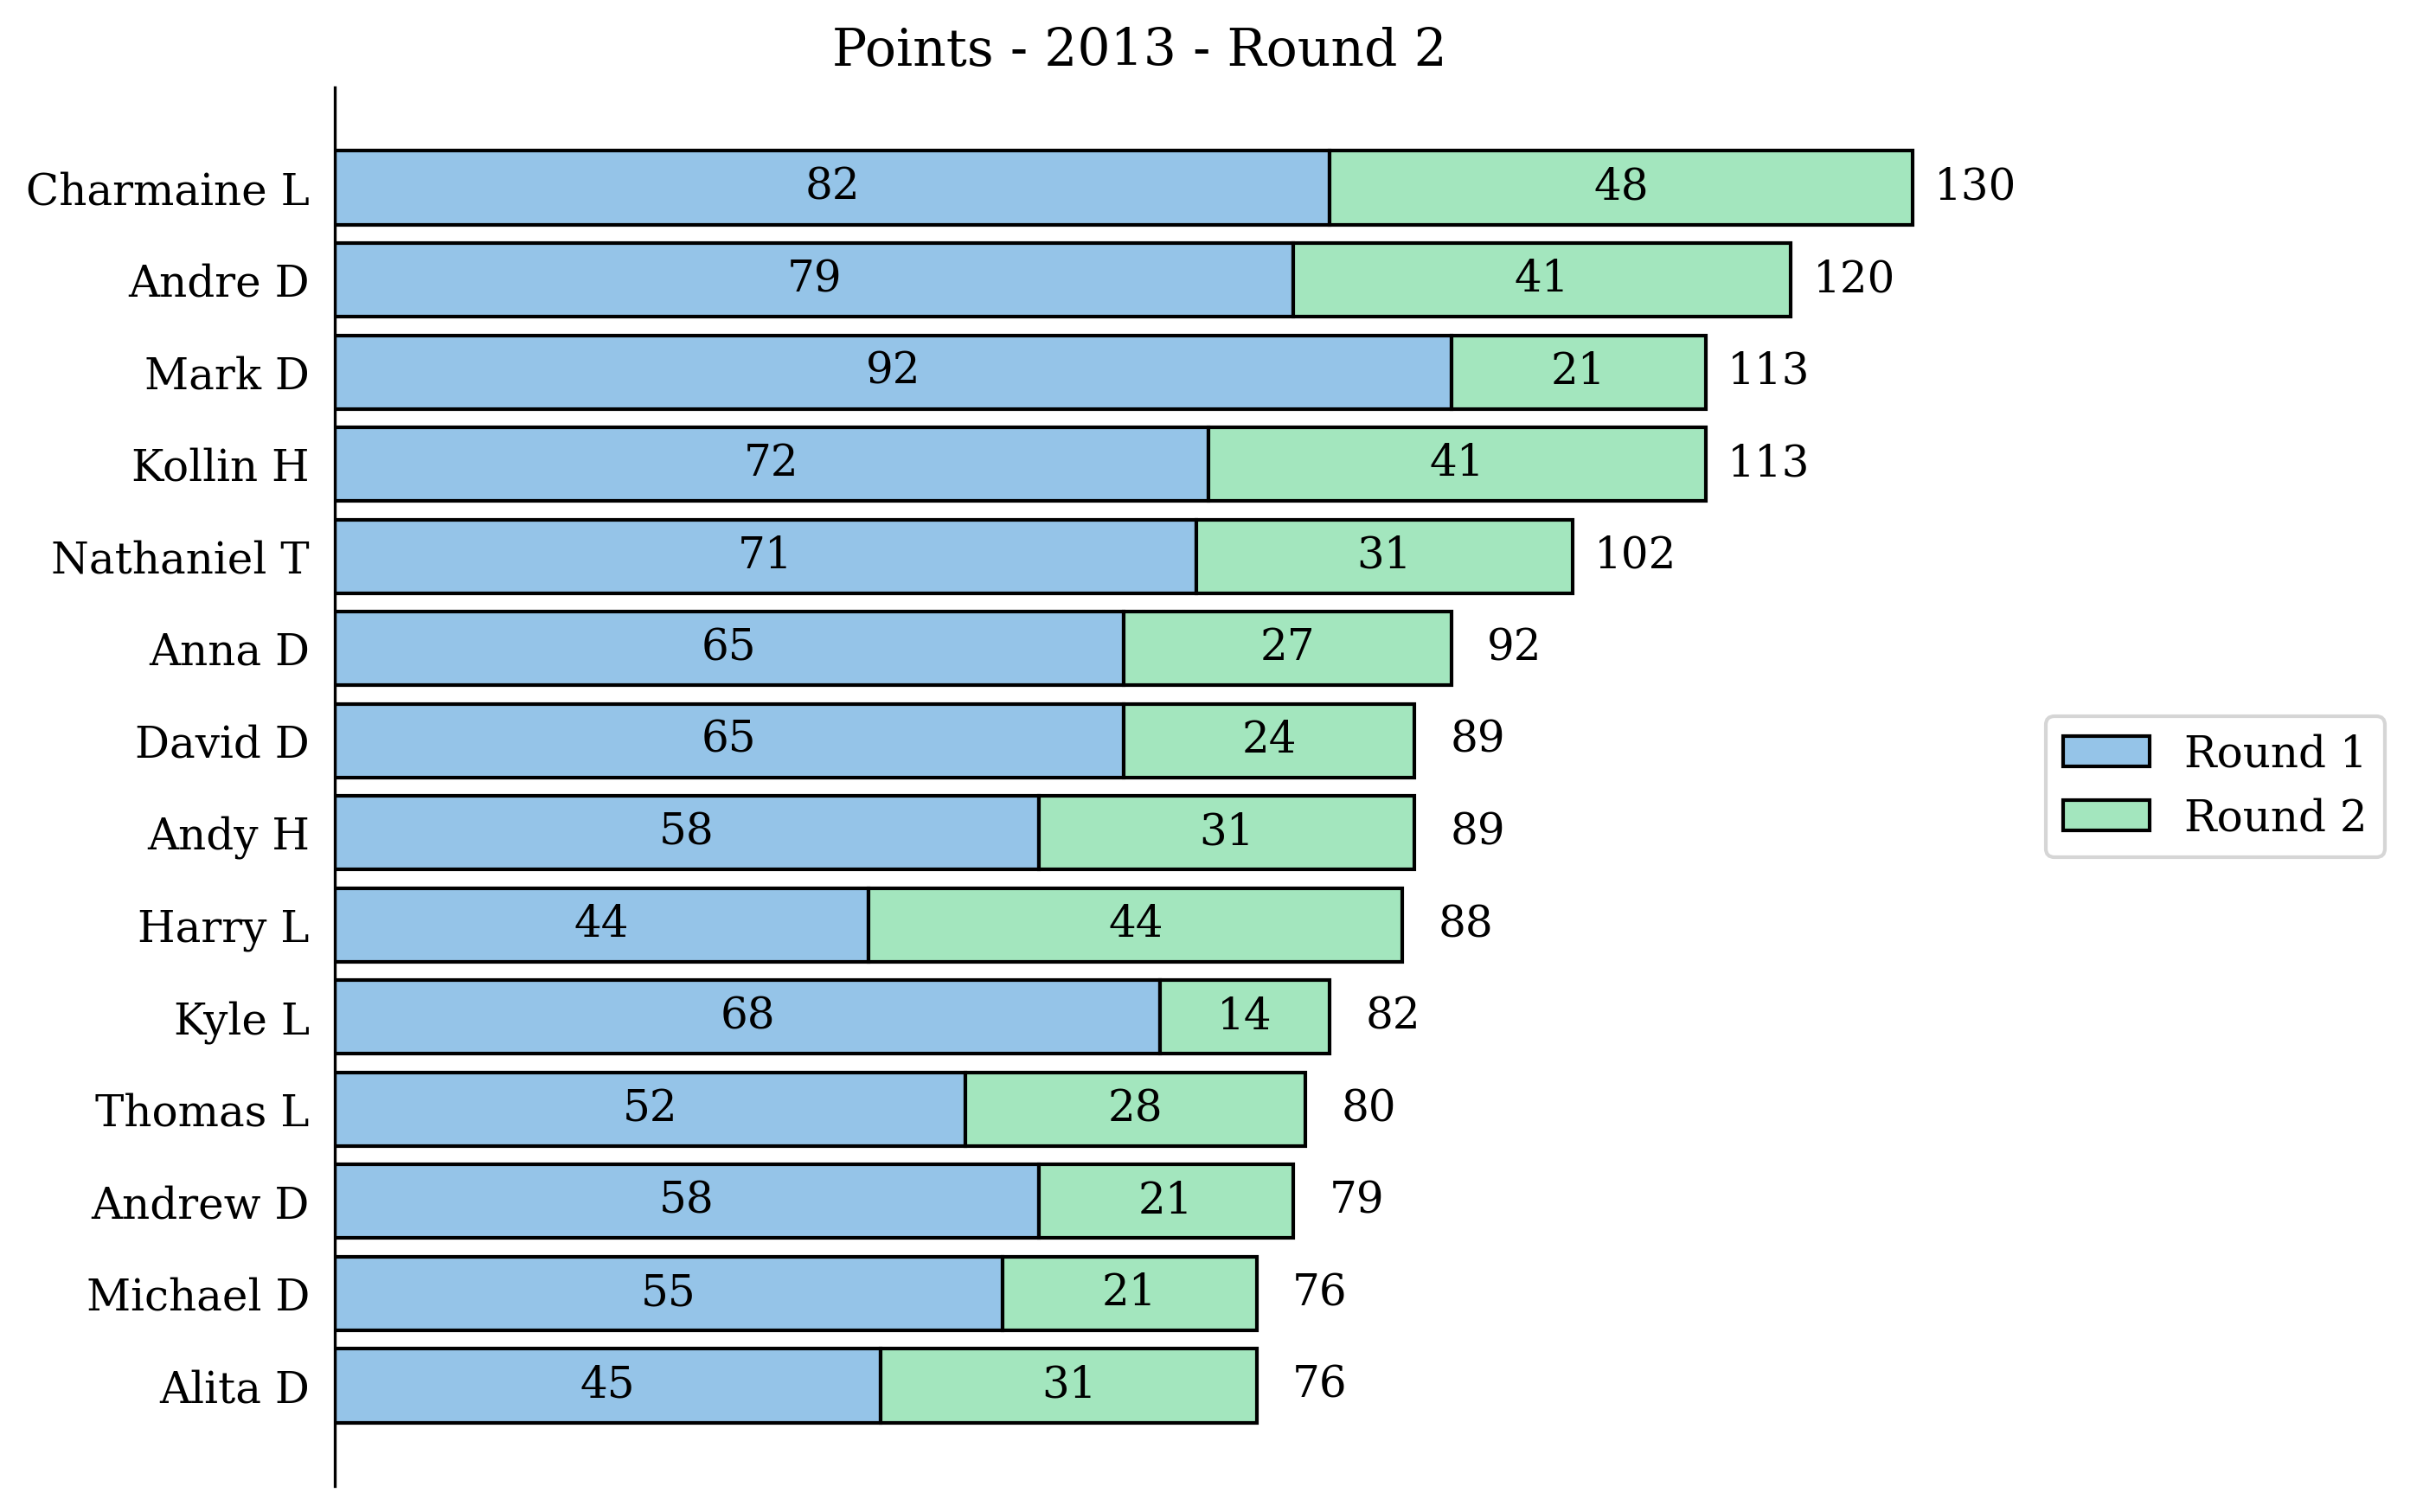 Points - 2013 - Round 2
Charmaine L 82 48 130
Andre D 79 41 120
Mark D 92 21 113
Kollin H 72 41 113
Nathaniel T 71 31 102
Anna D 65 27 92
David D 65 24 89
Andy H 58 31 89
Harry L 44 44 88
Kyle L 68 14 82
Thomas L 52 28 80
Andrew D 58 21 79
Michael D 55 21 76
Alita D 45 31 76
Round 1
Round 2